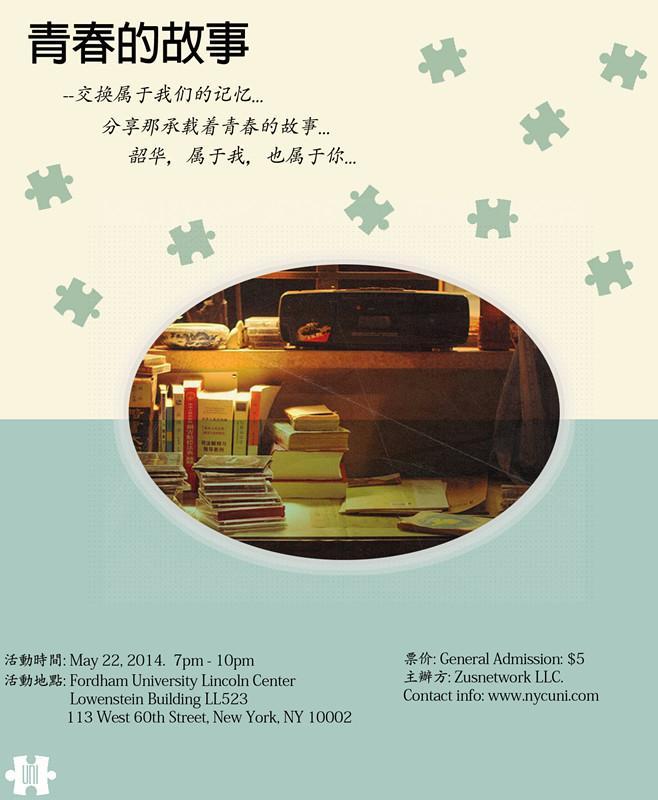 青春的故事
--交换属于我们的记忆...
分享那承载着青春的故事...
韶华，属于我，也属于你...
活動時間: May 22, 2014. 7pm - 10pm
活動地點: Fordham University Lincoln Center
Lowenstein Building LL523
113 West 60th Street, New York, NY 10002
票价: General Admission: $5
主辦方: Zusnetwork LLC.
Contact info: www.nycuni.com
UNI